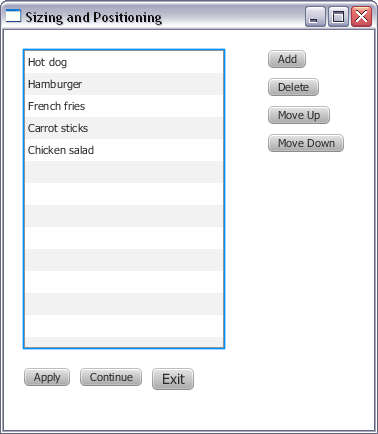 Sizing and Positioning
Hot dog
Hamburger
French fries
Carrot sticks
Chicken salad
Add
Delete
Move Up
Move Down
Apply Continue Exit